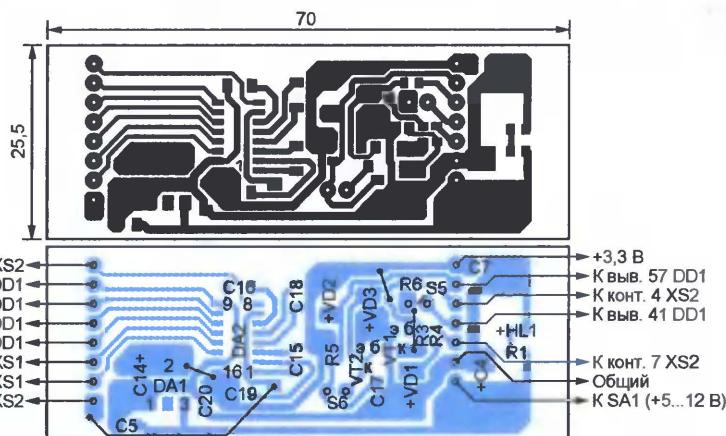 70
25,5
1
XS2
DD1
DD1
DD1
DD1
XS1
XS1
XS2
C16
9 8
DA2
C18
+VD2
+VD3
R6
S5
C7
C14+
2
DA1
1 3
C20
161
C19
C15
R5
э б
R3
R4
э б
к
VT1
VT2
к
S6
C17
+VD1
+HL1
R1
C4
+
C5
+3,3 В
К выв. 57 DD1
К конт. 4 XS2
К выв. 41 DD1
К конт. 7 XS2
Общий
К SA1 (+5...12 В)